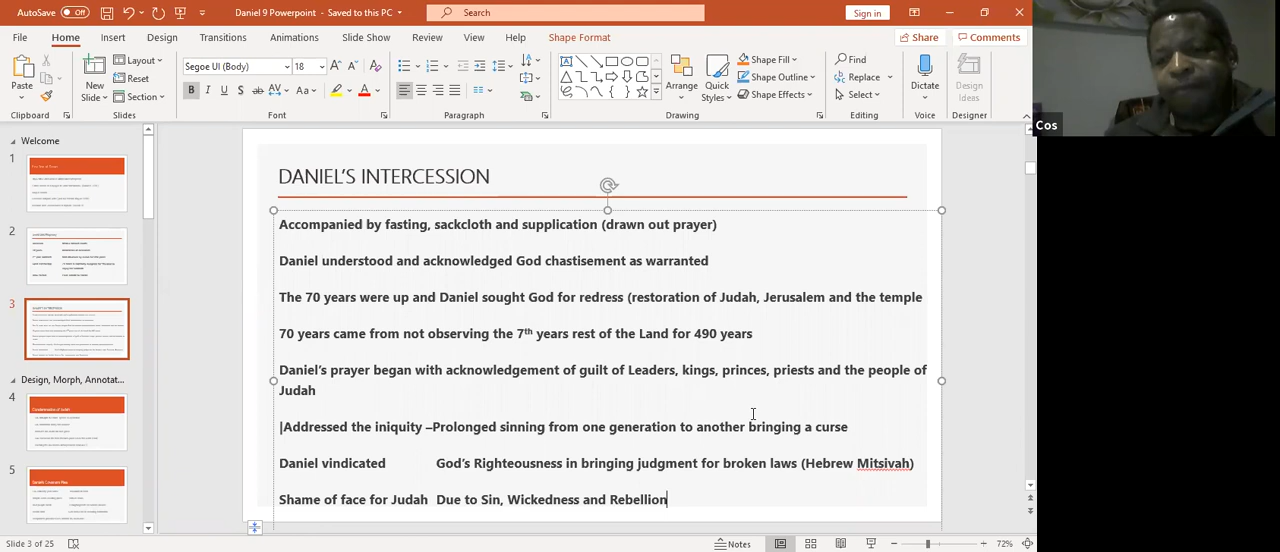 AutoSave Off
Daniel 9 Powerpoint - Saved to this PC
Search
Sign in
File Home Insert Design Transitions Animations Slide Show Review View Help Shape Format
Share Comments
Paste
New Slide
Layout
Reset
Section
Segoe UI (Body) 18
Arrange
Quick Styles
Shape Fill
Shape Outline
Shape Effects
Find
Replace
Select
Dictate
Design Ideas
Clipboard Slides Font Paragraph Drawing Editing Voice Designer
Cos
Welcome
1
2
3
Design, Morph, Annotat...
4
5
DANIEL’S INTERCESSION
Accompanied by fasting, sackcloth and supplication (drawn out prayer)
Daniel understood and acknowledged God chastisement as warranted
The 70 years were up and Daniel sought God for redress (restoration of Judah, Jerusalem and the temple
70 years came from not observing the 7th years rest of the Land for 490 years
Daniel’s prayer began with acknowledgement of guilt of Leaders, kings, princes, priests and the people of
Judah
|Addressed the iniquity –Prolonged sinning from one generation to another bringing a curse
Daniel vindicated God’s Righteousness in bringing judgment for broken laws (Hebrew Mitsivah)
Shame of face for Judah Due to Sin, Wickedness and Rebellion
Slide 3 of 25
Notes
72%